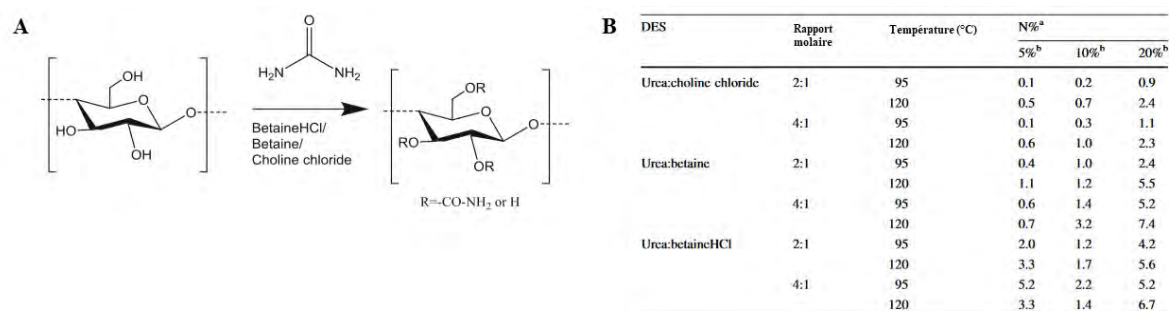 A
O
H₂N
NH₂
OH
O
O
HO
HO
OH
BetaineHCl/
Betaine/
Choline chloride
OR
O
O
RO
RO
OR
R=-CO-NH₂ or H
B
DES Rapport molaire Température (°C) N%ᵃ
5%ᵇ 10%ᵇ 20%ᵇ
Urea:choline chloride 2:1 95 0.1 0.2 0.9
120 0.5 0.7 2.4
4:1 95 0.1 0.3 1.1
120 0.6 1.0 2.3
Urea:betaine 2:1 95 0.4 1.0 2.4
120 1.1 1.2 5.5
4:1 95 0.6 1.4 5.2
120 0.7 3.2 7.4
Urea:betaineHCl 2:1 95 2.0 1.2 4.2
120 3.3 1.7 5.6
4:1 95 5.2 2.2 5.2
120 3.3 1.4 6.7